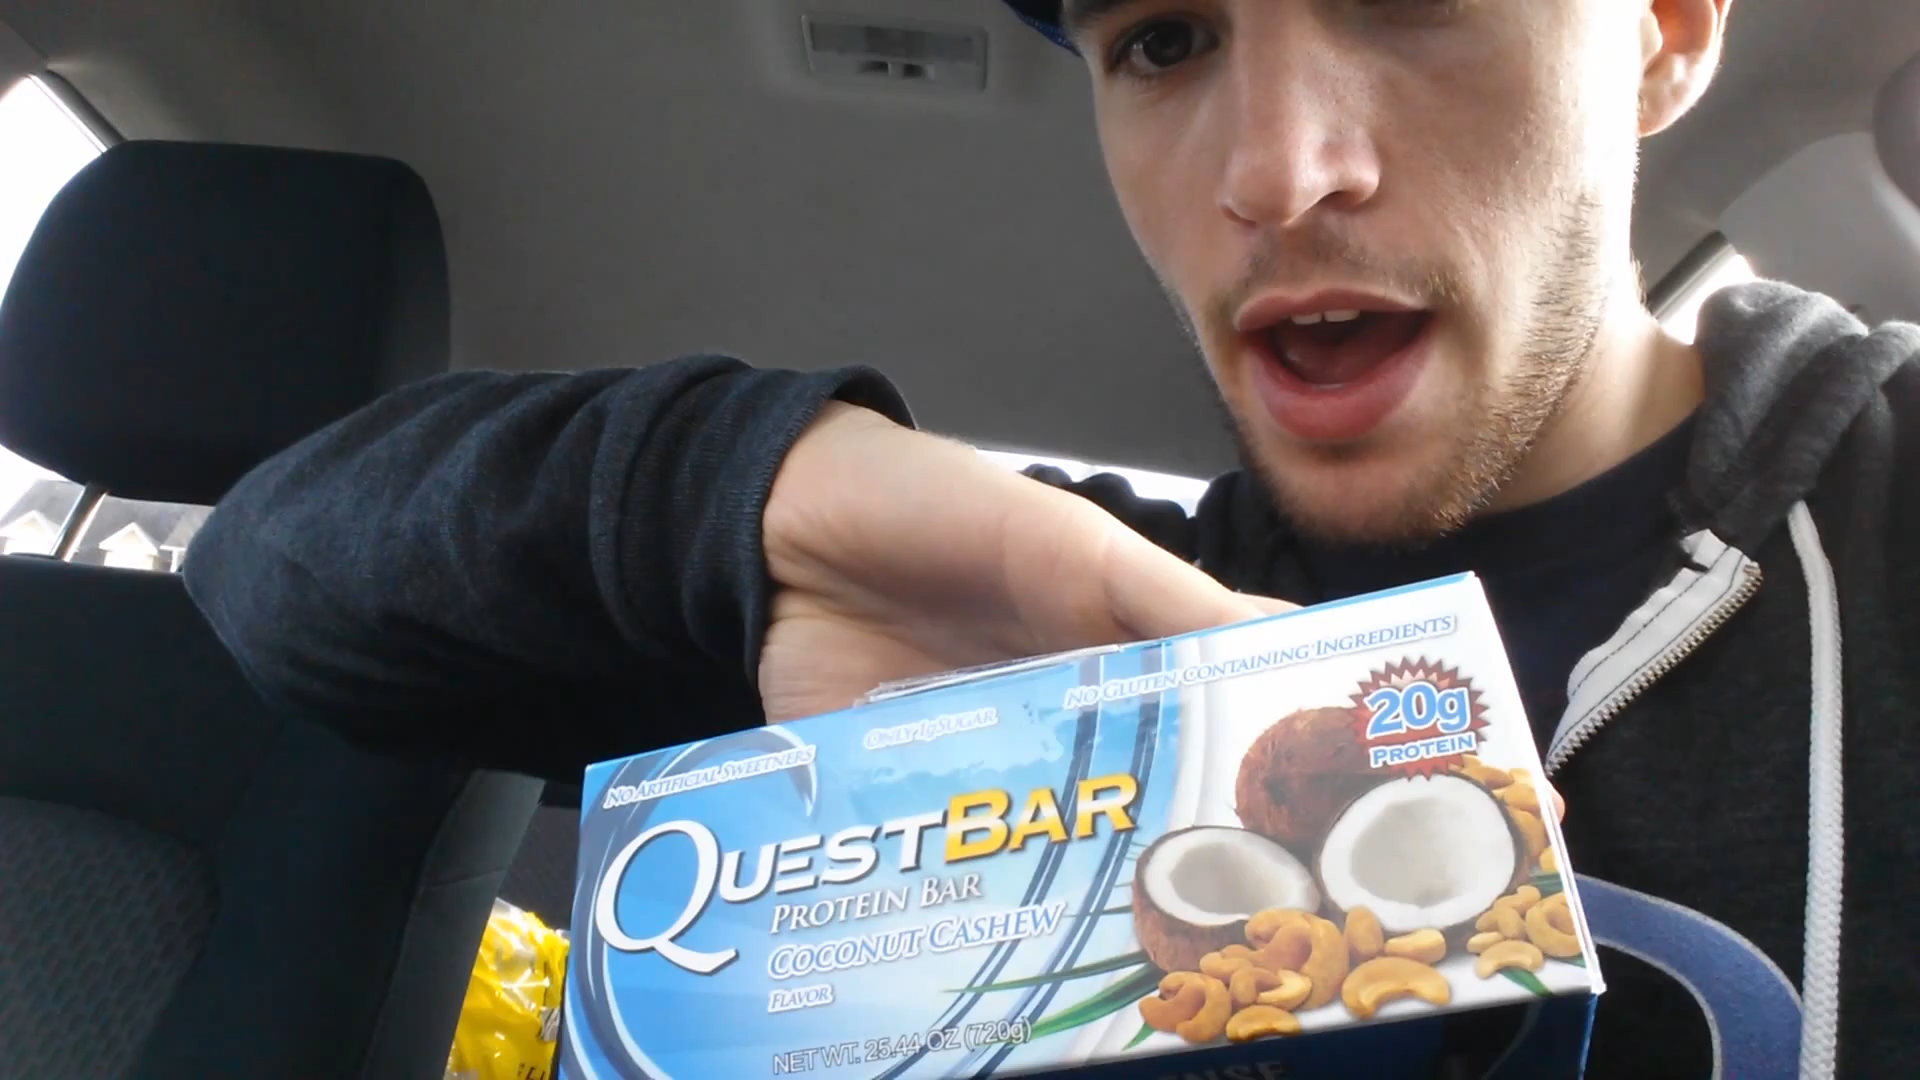 No Artificial Sweetners
Only 1g Sugar
No Gluten Containing Ingredients
20g
Protein
QuestBar
Protein Bar
Coconut Cashew
Flavor
NET WT. 25.44 OZ (720g)